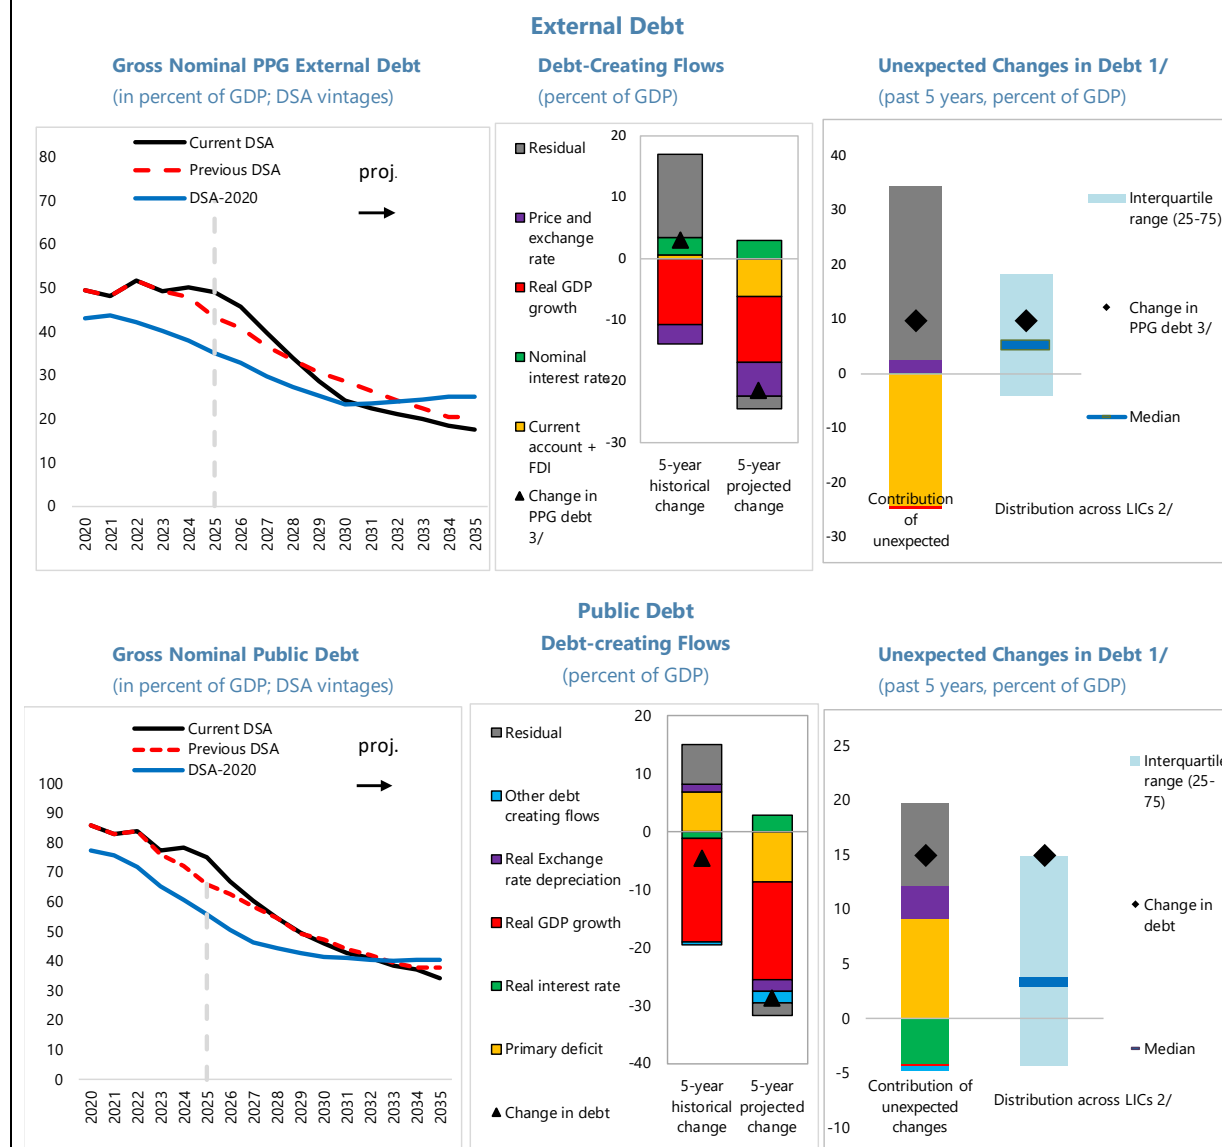 External Debt
Gross Nominal PPG External Debt
(in percent of GDP; DSA vintages)
Debt-Creating Flows
(percent of GDP)
Unexpected Changes in Debt 1/
(past 5 years, percent of GDP)
Current DSA
Previous DSA
DSA-2020
proj.
80
70
60
50
40
30
20
10
0
2020
2021
2022
2023
2024
2025
2026
2027
2028
2029
2030
2031
2032
2033
2034
2035
Residual
Price and
exchange
rate
Real GDP
growth
Nominal
interest rate
Current
account +
FDI
Change in
PPG debt
3/
20
10
0
-10
-20
-30
5-year
historical
change
5-year
projected
change
40
30
20
10
0
-10
-20
-30
Contribution
of
unexpected
Distribution across LICs 2/
Interquartile
range (25-75)
Change in
PPG debt 3/
Median
Public Debt
Gross Nominal Public Debt
(in percent of GDP; DSA vintages)
Debt-creating Flows
(percent of GDP)
Unexpected Changes in Debt 1/
(past 5 years, percent of GDP)
Current DSA
Previous DSA
DSA-2020
proj.
100
90
80
70
60
50
40
30
20
10
0
2020
2021
2022
2023
2024
2025
2026
2027
2028
2029
2030
2031
2032
2033
2034
2035
Residual
Other debt
creating flows
Real Exchange
rate depreciation
Real GDP growth
Real interest rate
Primary deficit
Change in debt
20
10
0
-10
-20
-30
-40
5-year
historical
change
5-year
projected
change
25
20
15
10
5
0
-5
-10
Contribution of
unexpected
changes
Distribution across LICs 2/
Interquartile
range (25-
75)
Change in
debt
Median